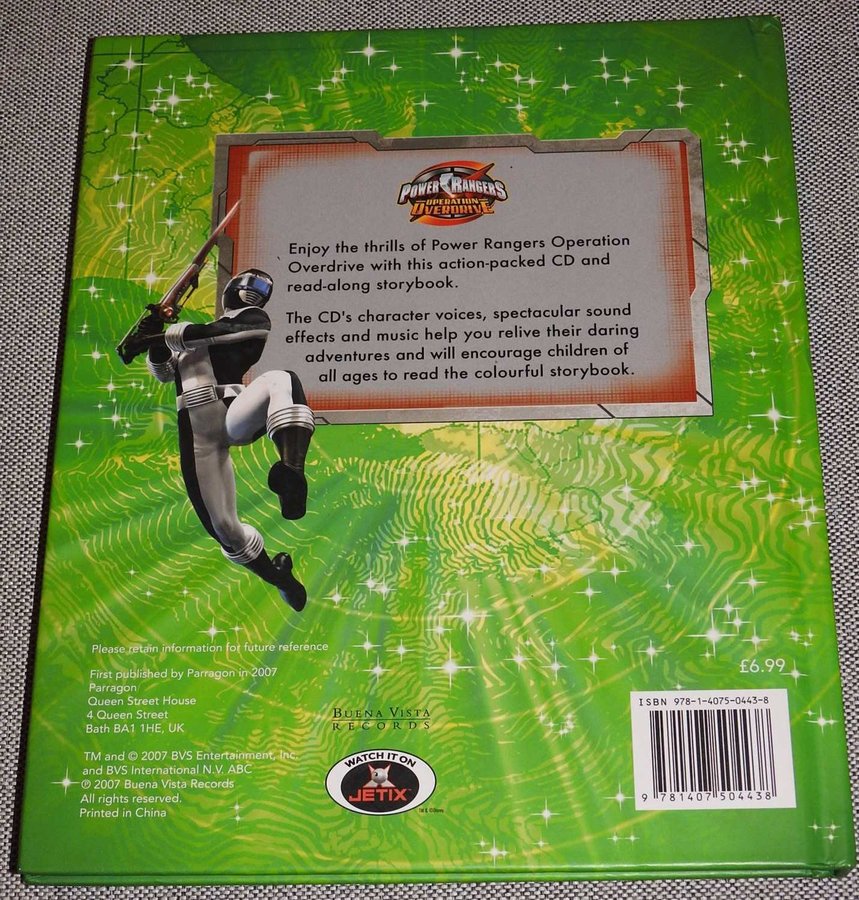 POWER RANGERS
OPERATION
OVERDRIVE
Enjoy the thrills of Power Rangers Operation
Overdrive with this action-packed CD and
read-along storybook.
The CD's character voices, spectacular sound
effects and music help you relive their daring
adventures and will encourage children of
all ages to read the colourful storybook.
Please retain information for future reference
First published by Parragon in 2007
Parragon
Queen Street House
4 Queen Street
Bath BA1 1HE, UK
TM and © 2007 BVS Entertainment, Inc.
and BVS International N.V. ABC
℗ 2007 Buena Vista Records
All rights reserved.
Printed in China
BUENA VISTA
RECORDS
WATCH IT ON
JETIX
™ & ©Disney
£6.99
ISBN 978-1-4075-0443-8
9 781407 504438